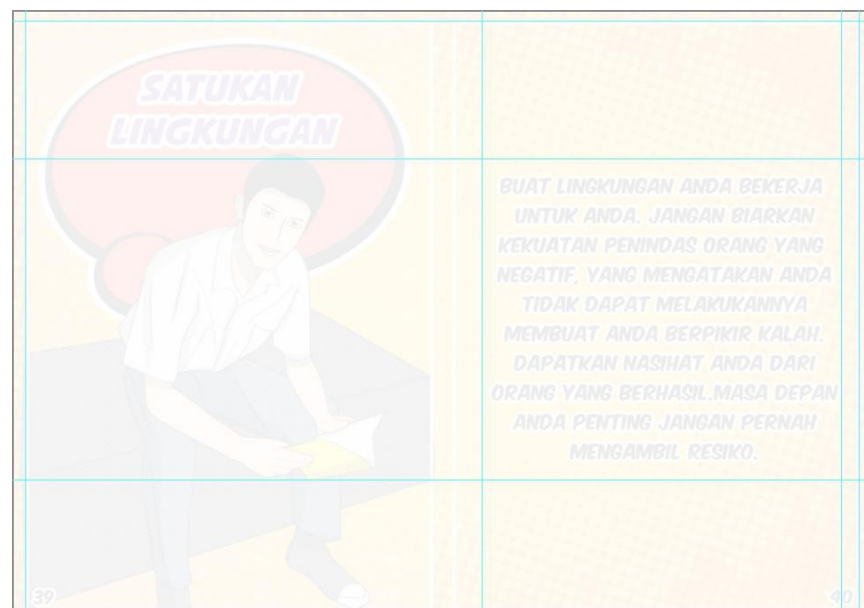 SATUKAN
LINGKUNGAN
BUAT LINGKUNGAN ANDA BEKERJA
UNTUK ANDA. JANGAN BIARKAN
KEKUATAN PENINDAS ORANG YANG
NEGATIF, YANG MENGATAKAN ANDA
TIDAK DAPAT MELAKUKANNYA
MEMBUAT ANDA BERPIKIR KALAH.
DAPATKAN NASIHAT ANDA DARI
ORANG YANG BERHASIL.MASA DEPAN
ANDA PENTING JANGAN PERNAH
MENGAMBIL RESIKO.
39
40